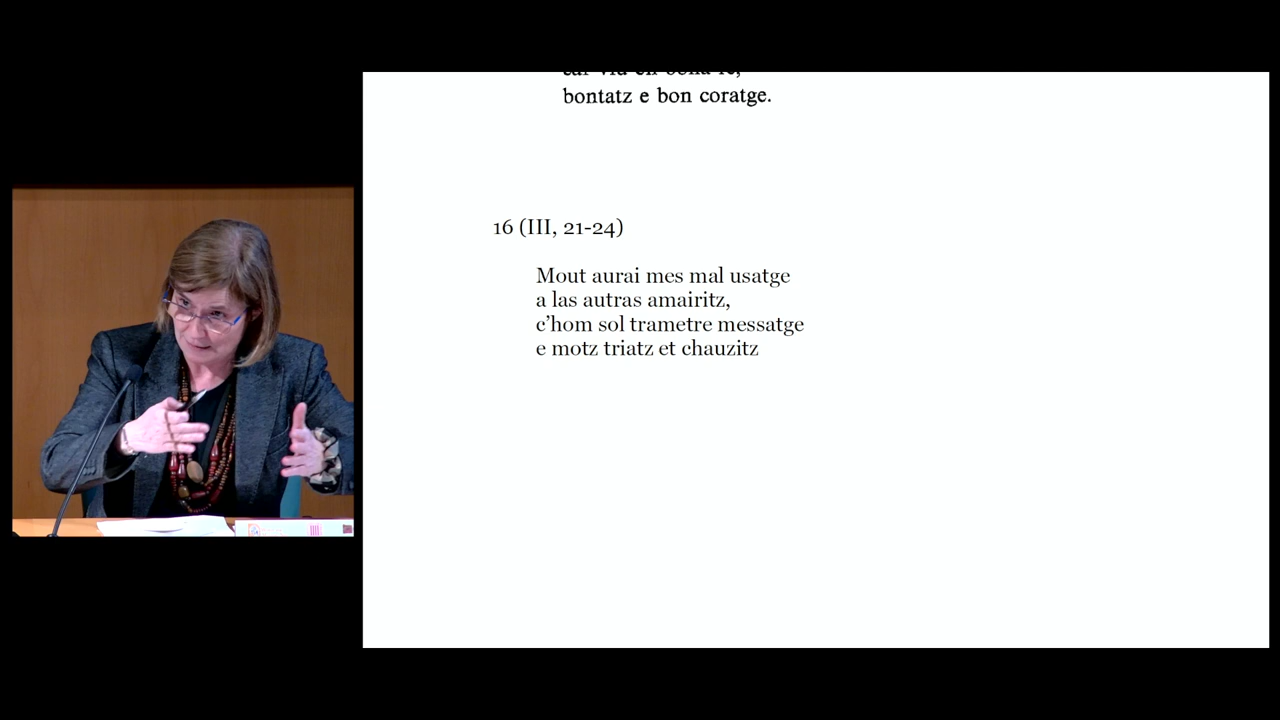 bontatz e bon coratge.
16 (III, 21-24)
Mout aurai mes mal usatge
a las autras amairitz,
c’hom sol trametre messatge
e motz triatz et chauzitz